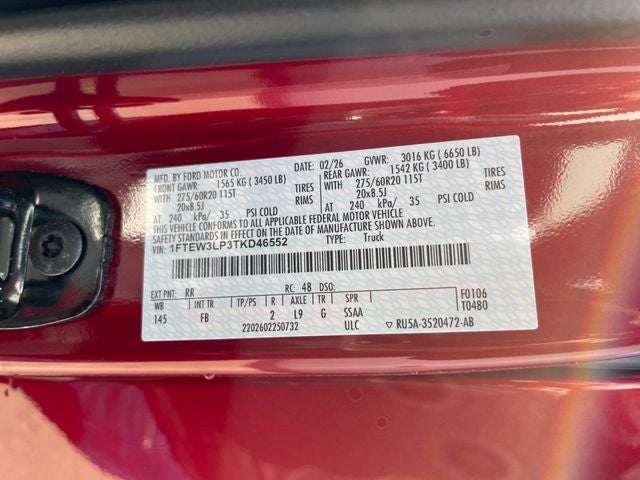 MFD. BY FORD MOTOR CO. 02/26 GVWR: 3016 KG ( 6650 LB)
FRONT GAWR: 1565 KG ( 3450 LB) REAR GAWR: 1542 KG ( 3400 LB)
WITH 275/60R20 115T TIRES WITH 275/60R20 115T TIRES
20x8.5J RIMS 20x8.5J RIMS
AT 240 kPa/ 35 PSI COLD AT 240 kPa/ 35 PSI COLD
THIS VEHICLE CONFORMS TO ALL APPLICABLE FEDERAL MOTOR VEHICLE
SAFETY STANDARDS IN EFFECT ON THE DATE OF MANUFACTURE SHOWN ABOVE.
VIN: 1FTEW3LP3TKD46552 TYPE: Truck
EXT PNT: RR RC: 48 DSO: F0106
WB INT TR TP/PS R AXLE TR SPR T0480
145 FB 2 L9 G SSAA
2202602250732 ULC ▽ RU5A-3520472-AB